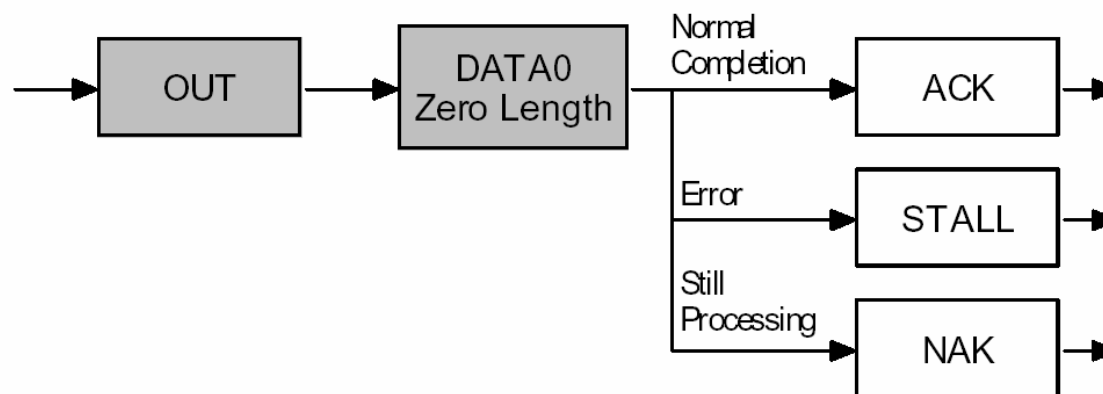 OUT
DATA0
Zero Length
Normal
Completion
ACK
Error
STALL
Still
Processing
NAK